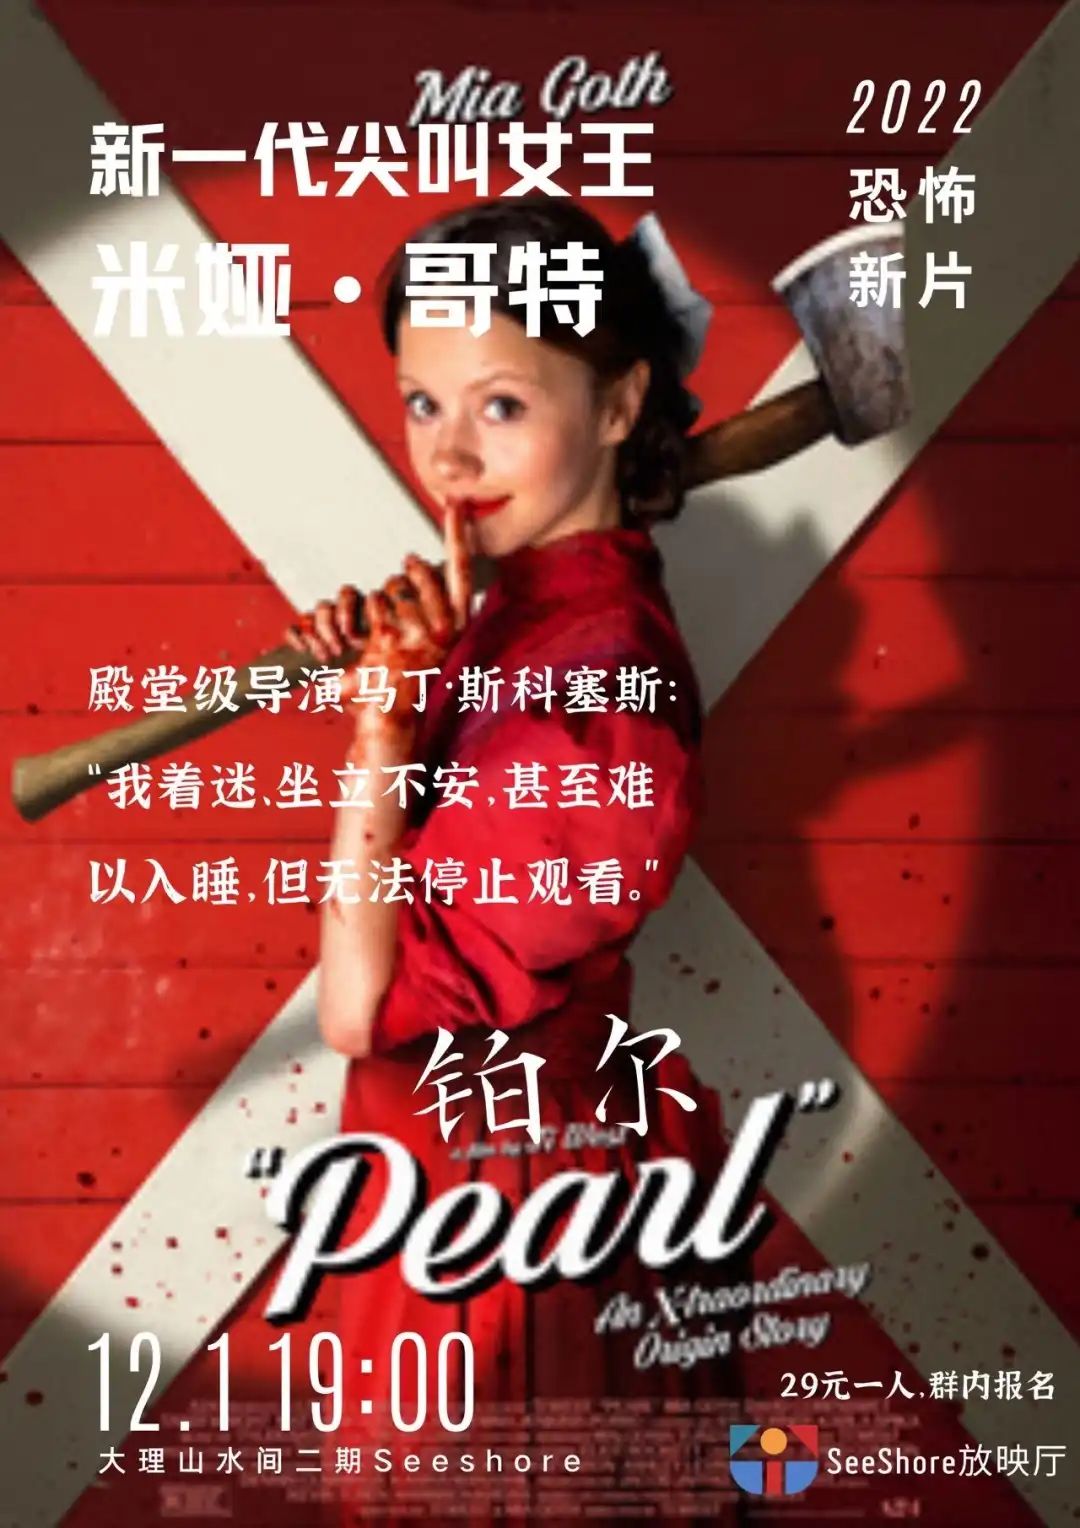 Mia Goth
新一代尖叫女王
米娅·哥特
2022
恐怖
新片
殿堂级导演马丁·斯科塞斯：
“我着迷、坐立不安，甚至难
以入睡，但无法停止观看。”
铂尔
a film by Ti West
“Pearl”
An X-traordinary
Origin Story
12.1 19:00
大理山水间二期Seeshore
29元一人，群内报名
SeeShore放映厅